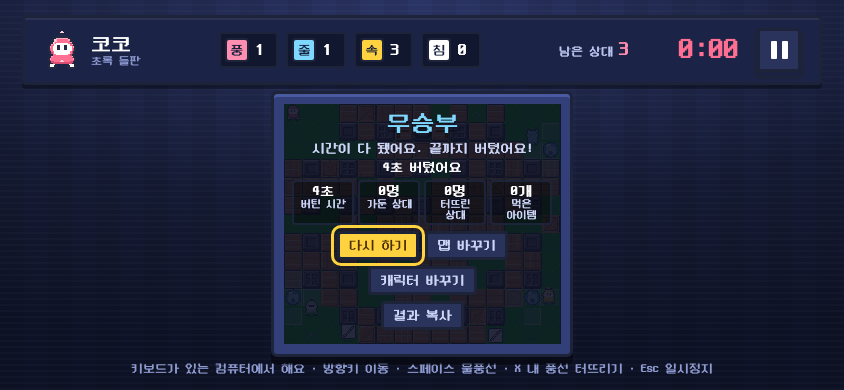 코코
초록 들판
풍 1 줄 1 속 3 침 0
남은 상대 3
0:00
무승부
시간이 다 됐어요. 끝까지 버텼어요!
4초 버텼어요
4초 0명 0명 0개
버틴 시간 가둔 상대 터뜨린 상대 먹은 아이템
다시 하기 맵 바꾸기
캐릭터 바꾸기
결과 복사
키보드가 있는 컴퓨터에서 해요 · 방향키 이동 · 스페이스 물풍선 · X 내 풍선 터뜨리기 · Esc 일시정지